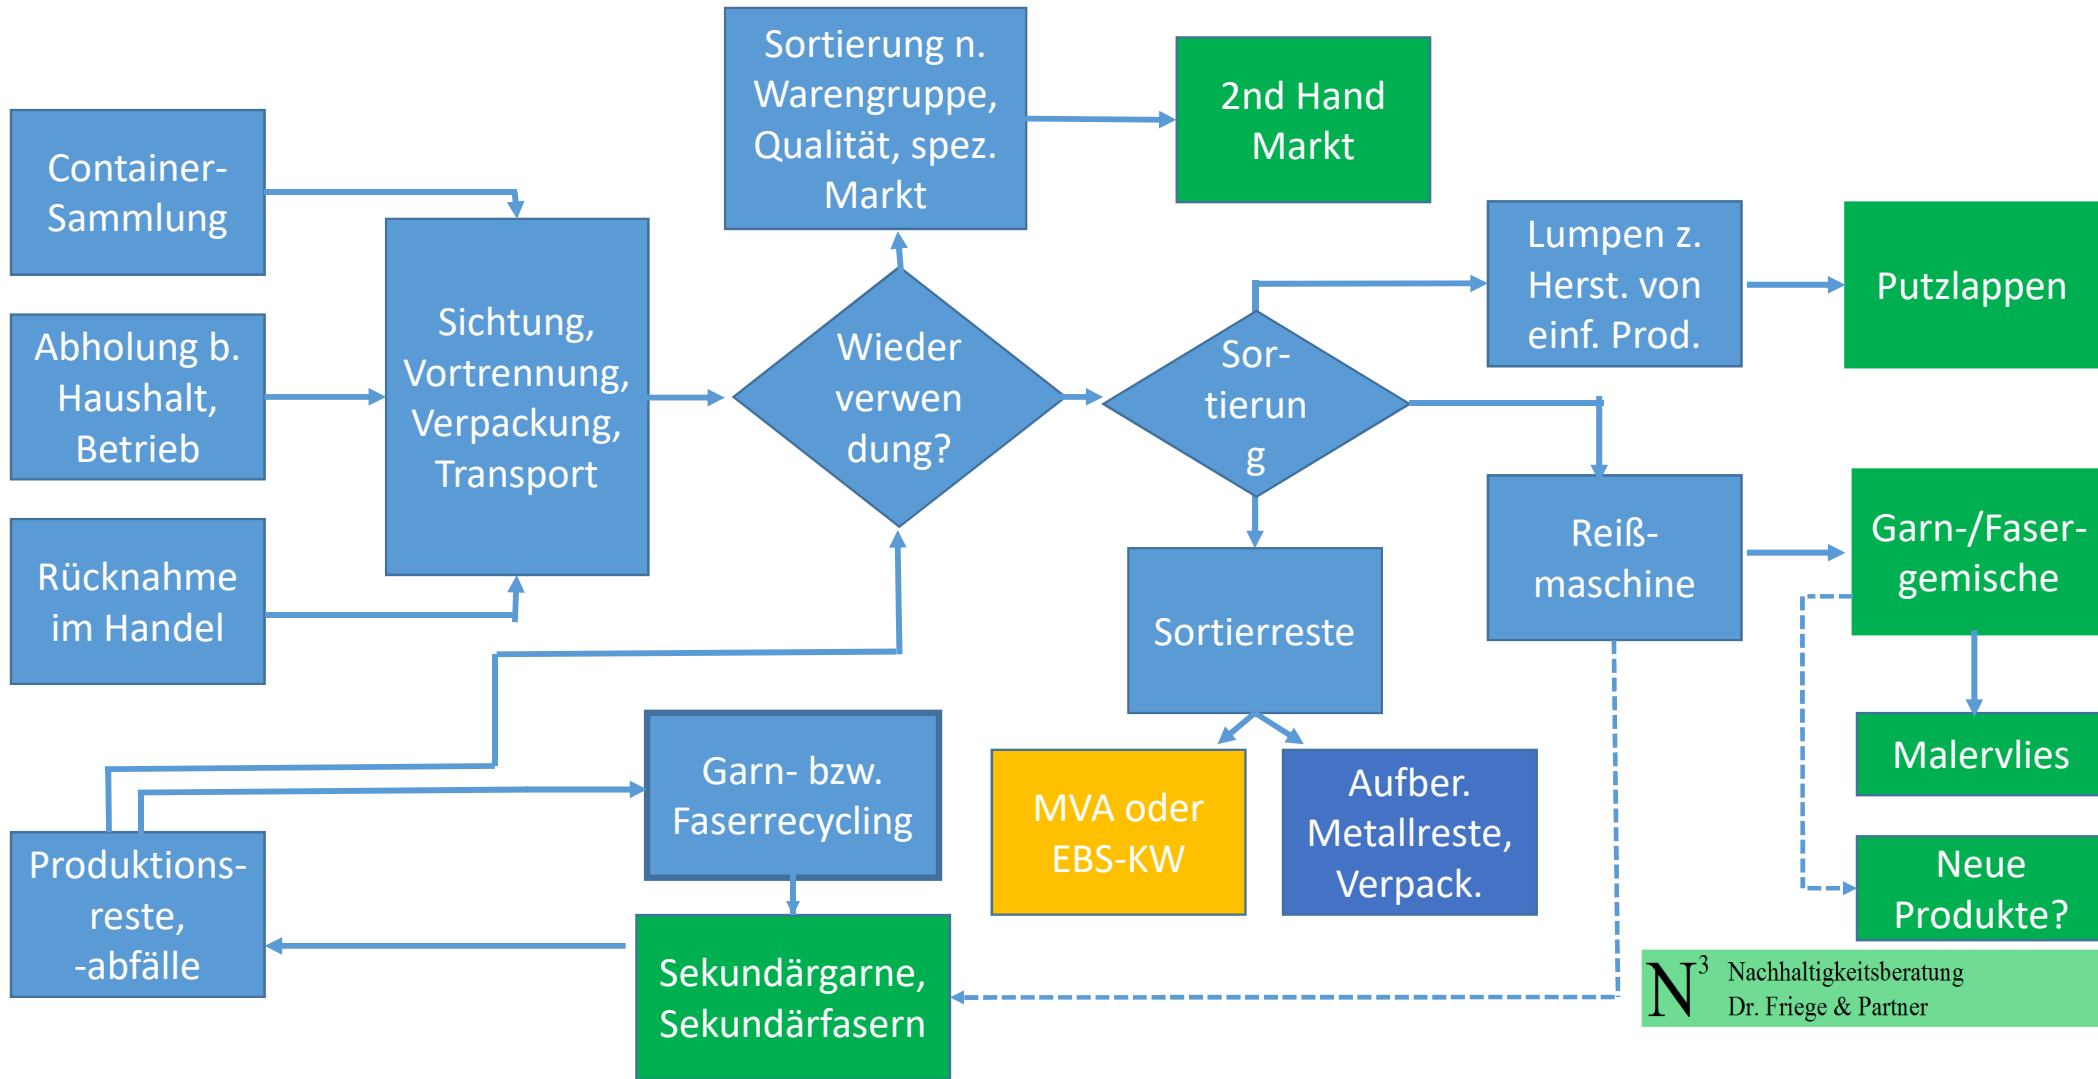 Container-
Sammlung
Abholung b.
Haushalt,
Betrieb
Rücknahme
im Handel
Produktions-
reste,
-abfälle
Sichtung,
Vortrennung,
Verpackung,
Transport
Sortierung n.
Warengruppe,
Qualität, spez.
Markt
2nd Hand
Markt
Wieder
verwen
dung?
Sor-
tierun
g
Lumpen z.
Herst. von
einf. Prod.
Putzlappen
Reiß-
maschine
Garn-/Faser-
gemische
Malervlies
Neue
Produkte?
Sortierreste
MVA oder
EBS-KW
Aufber.
Metallreste,
Verpack.
Garn- bzw.
Faserrecycling
Sekundärgarne,
Sekundärfasern
N³ Nachhaltigkeitsberatung
Dr. Friege & Partner